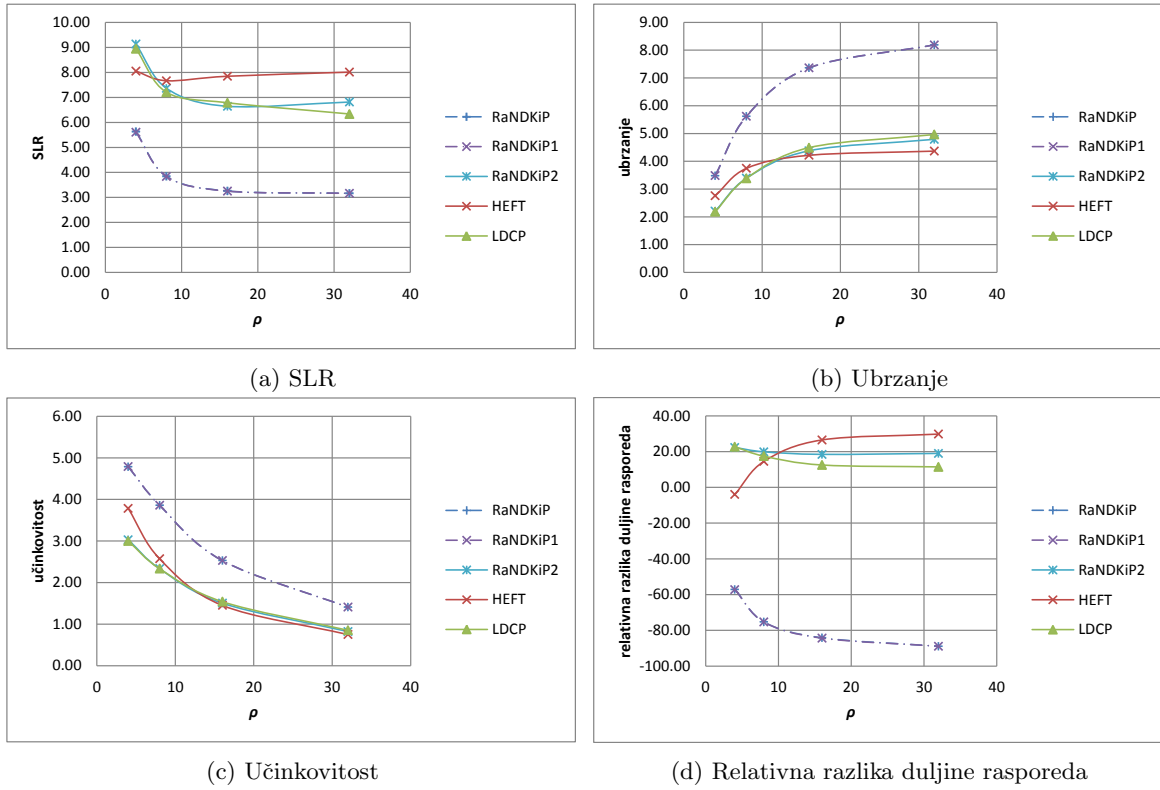 10.00
9.00
8.00
7.00
6.00
5.00
4.00
3.00
2.00
1.00
0.00
SLR
0 10 20 30 40
ρ
RaNDKiP
RaNDKiP1
RaNDKiP2
HEFT
LDCP
(a) SLR
9.00
8.00
7.00
6.00
5.00
4.00
3.00
2.00
1.00
0.00
ubrzanje
0 10 20 30 40
ρ
RaNDKiP
RaNDKiP1
RaNDKiP2
HEFT
LDCP
(b) Ubrzanje
6.00
5.00
4.00
3.00
2.00
1.00
0.00
učinkovitost
0 10 20 30 40
ρ
RaNDKiP
RaNDKiP1
RaNDKiP2
HEFT
LDCP
(c) Učinkovitost
40.00
20.00
0.00
-20.00
-40.00
-60.00
-80.00
-100.00
relativna razlika duljine rasporeda
0 10 20 30 40
ρ
RaNDKiP
RaNDKiP1
RaNDKiP2
HEFT
LDCP
(d) Relativna razlika duljine rasporeda